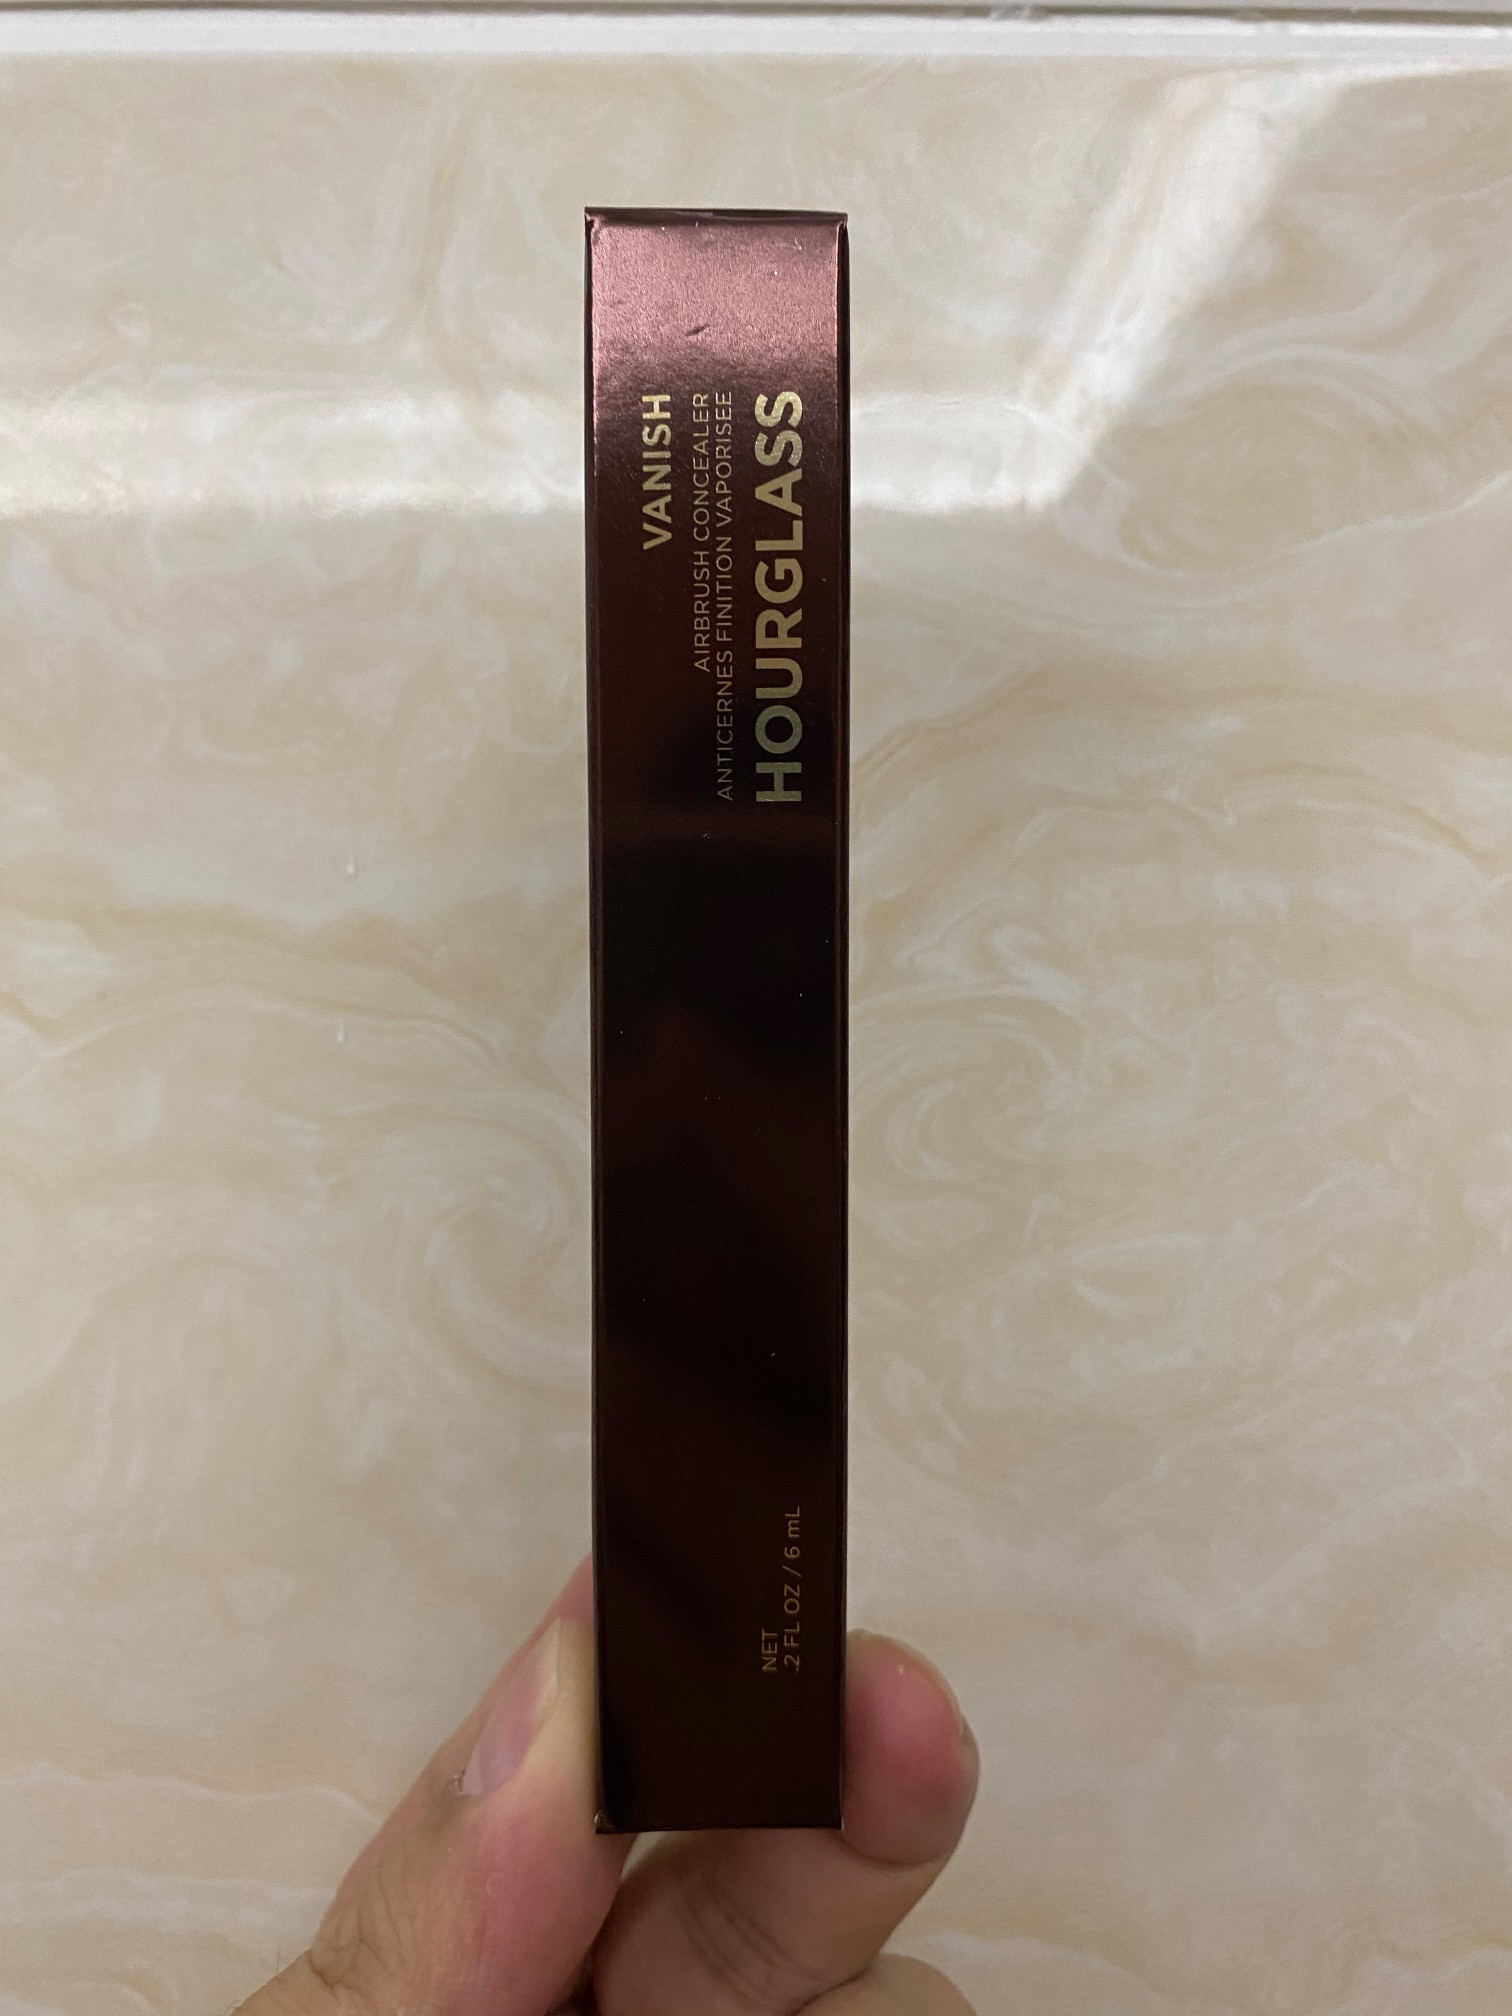 VANISH
AIRBRUSH CONCEALER
ANTICERNES FINITION VAPORISEE
HOURGLASS
NET
.2 FL OZ / 6 mL